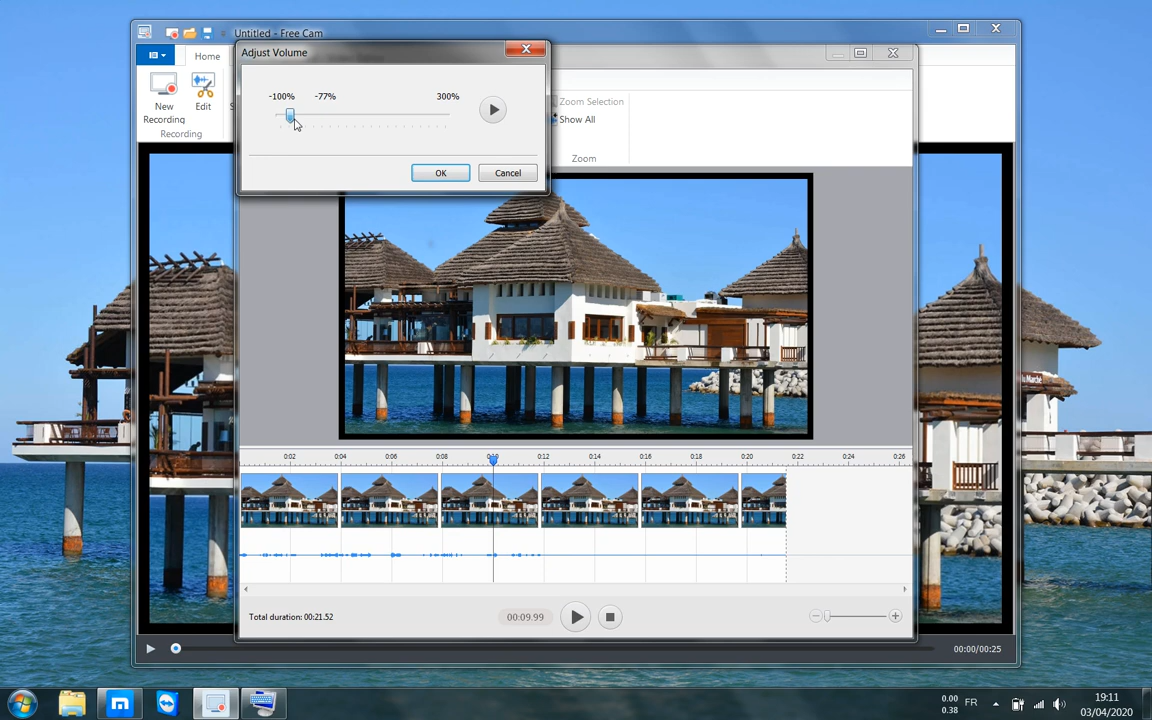 Untitled - Free Cam
Home
New
Recording
Edit
Recording
Adjust Volume
-100%
-77%
300%
OK
Cancel
Zoom Selection
Show All
Zoom
0:02
0:04
0:06
0:08
0:12
0:14
0:16
0:18
0:20
0:22
0:24
0:26
Total duration: 00:21.52
00:09.99
00:00/00:25
0.00
0.38
FR
19:11
03/04/2020